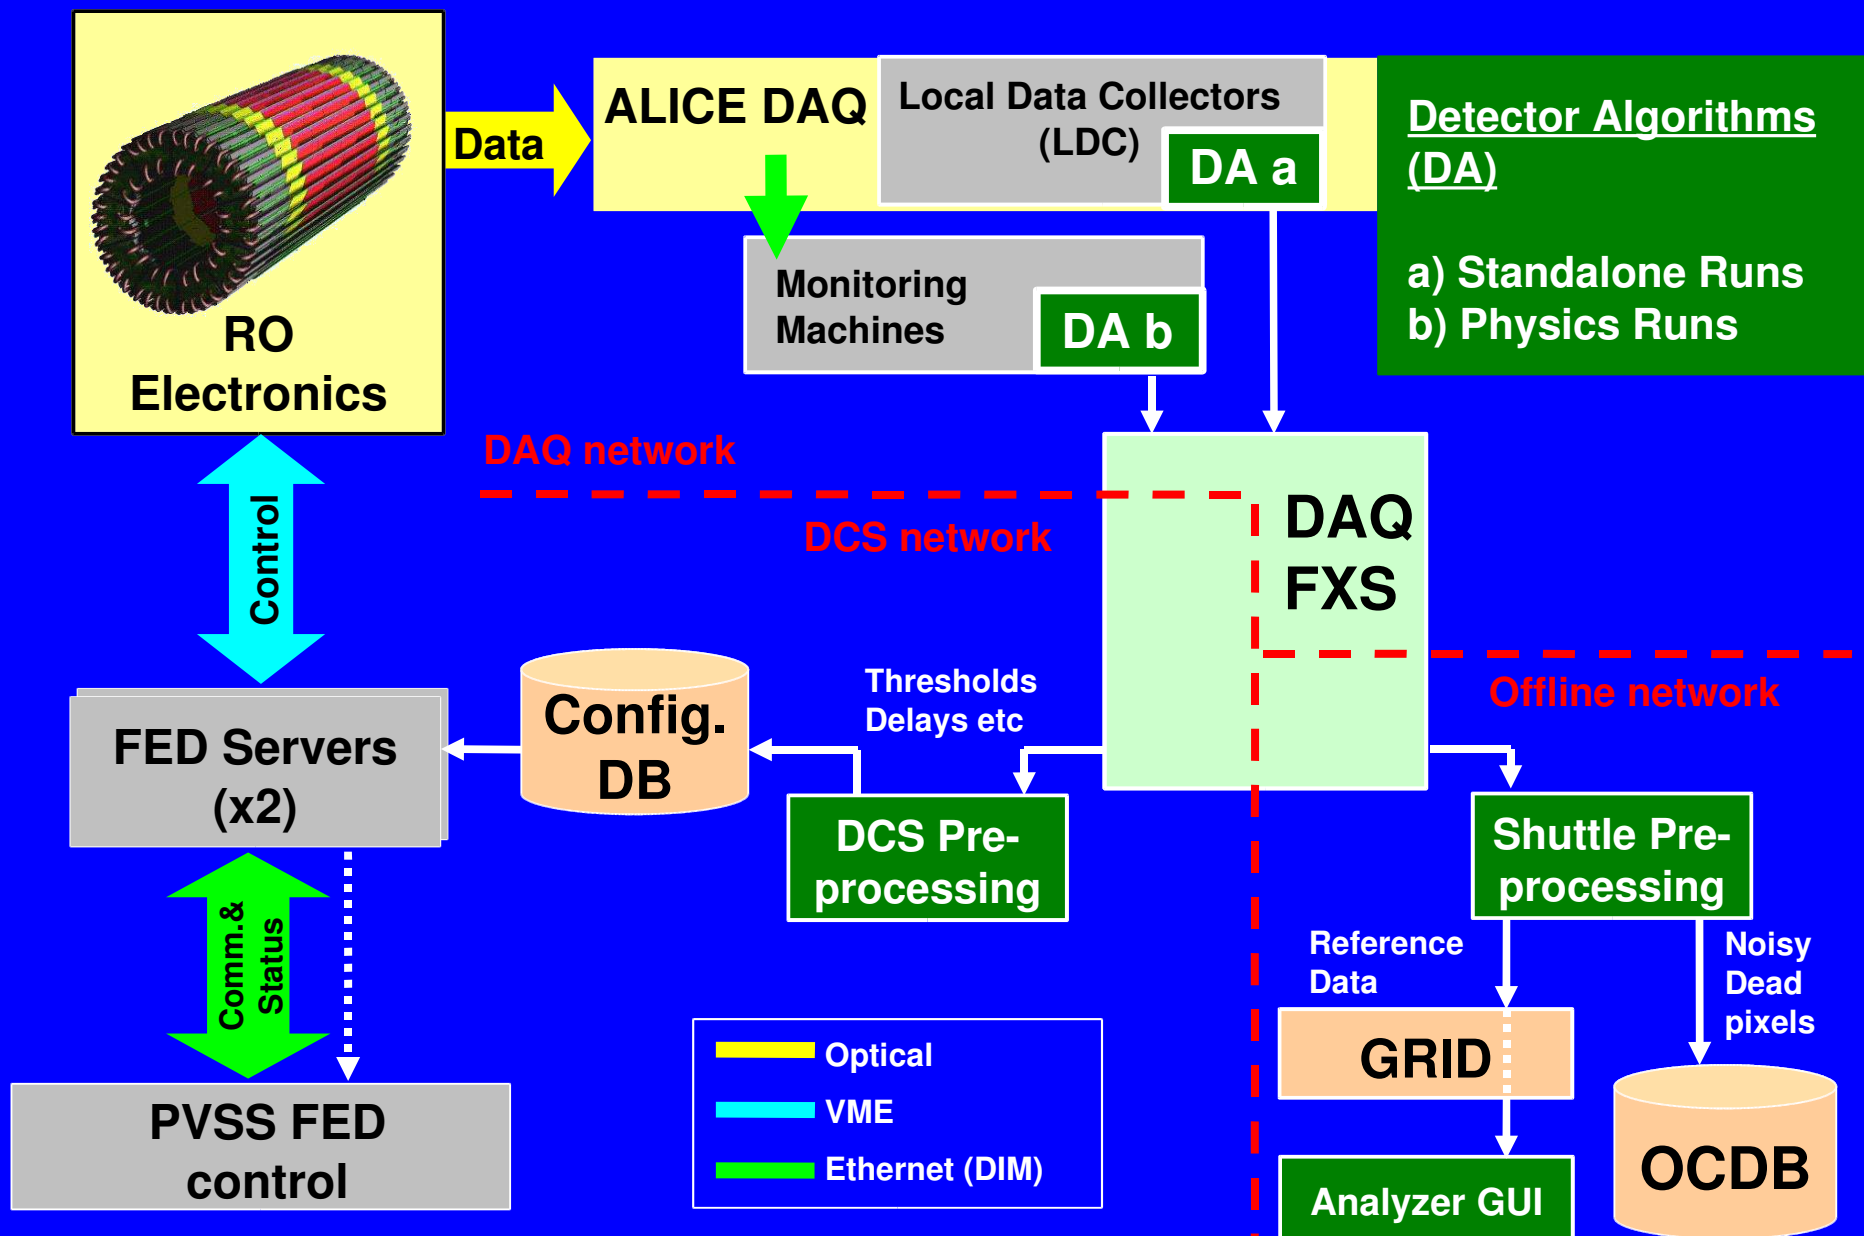 RO
Electronics
Data
ALICE DAQ
Local Data Collectors
(LDC)
DA a
Monitoring
Machines
DA b
Detector Algorithms
(DA)
a) Standalone Runs
b) Physics Runs
DAQ network
DCS network
DAQ
FXS
Offline network
Control
FED Servers
(x2)
Config.
DB
Thresholds
Delays etc
DCS Pre-
processing
Shuttle Pre-
processing
Comm.&
Status
PVSS FED
control
Optical
VME
Ethernet (DIM)
Reference
Data
Noisy
Dead
pixels
GRID
OCDB
Analyzer GUI